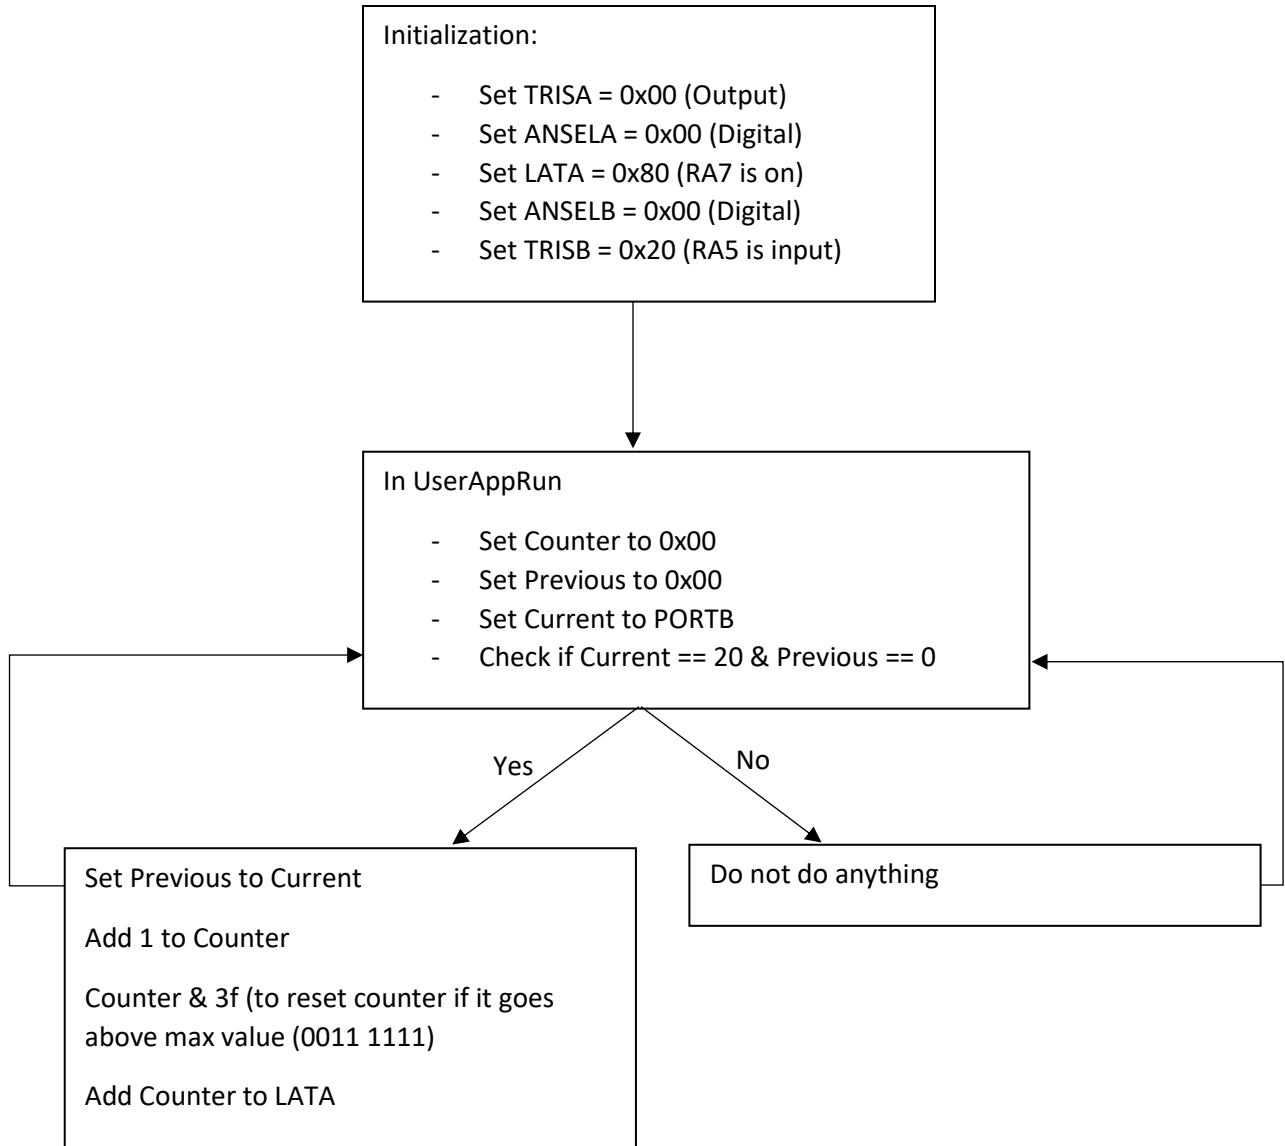 Initialization:
- Set TRISA = 0x00 (Output)
- Set ANSELA = 0x00 (Digital)
- Set LATA = 0x80 (RA7 is on)
- Set ANSELB = 0x00 (Digital)
- Set TRISB = 0x20 (RA5 is input)
In UserAppRun
- Set Counter to 0x00
- Set Previous to 0x00
- Set Current to PORTB
- Check if Current == 20 & Previous == 0
Yes
No
Set Previous to Current
Add 1 to Counter
Counter & 3f (to reset counter if it goes
above max value (0011 1111)
Add Counter to LATA
Do not do anything